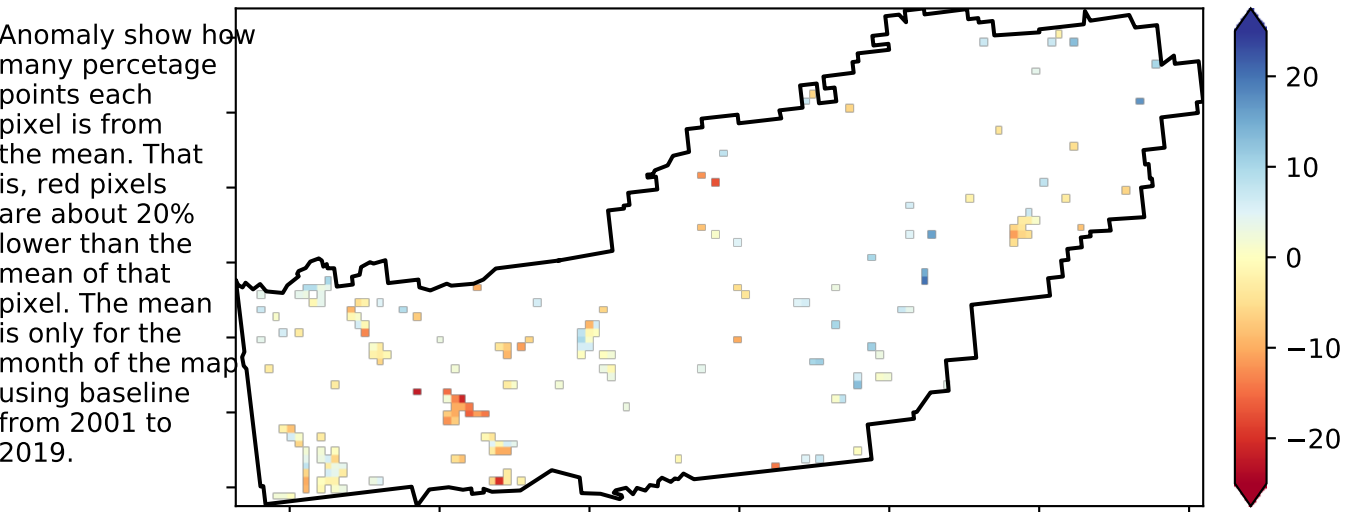 Anomaly show how
many percetage
points each
pixel is from
the mean. That
is, red pixels
are about 20%
lower than the
mean of that
pixel. The mean
is only for the
month of the map
using baseline
from 2001 to
2019.
20
10
0
−10
−20